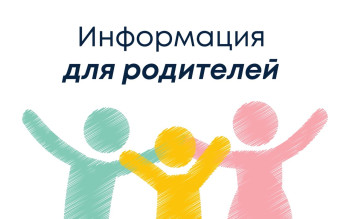 Информация
для родителей